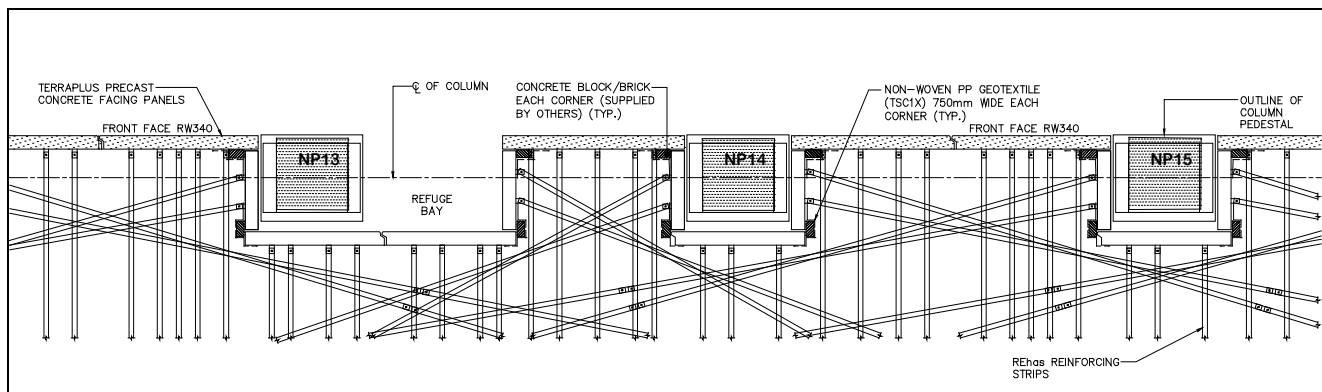 TERRAPLUS PRECAST
CONCRETE FACING PANELS
℄ OF COLUMN
CONCRETE BLOCK/BRICK
EACH CORNER (SUPPLIED
BY OTHERS) (TYP.)
NON-WOVEN PP GEOTEXTILE
(TSC1X) 750mm WIDE EACH
CORNER (TYP.)
OUTLINE OF
COLUMN
PEDESTAL
FRONT FACE RW340
FRONT FACE RW340
NP13
NP14
NP15
REFUGE
BAY
REhas REINFORCING
STRIPS